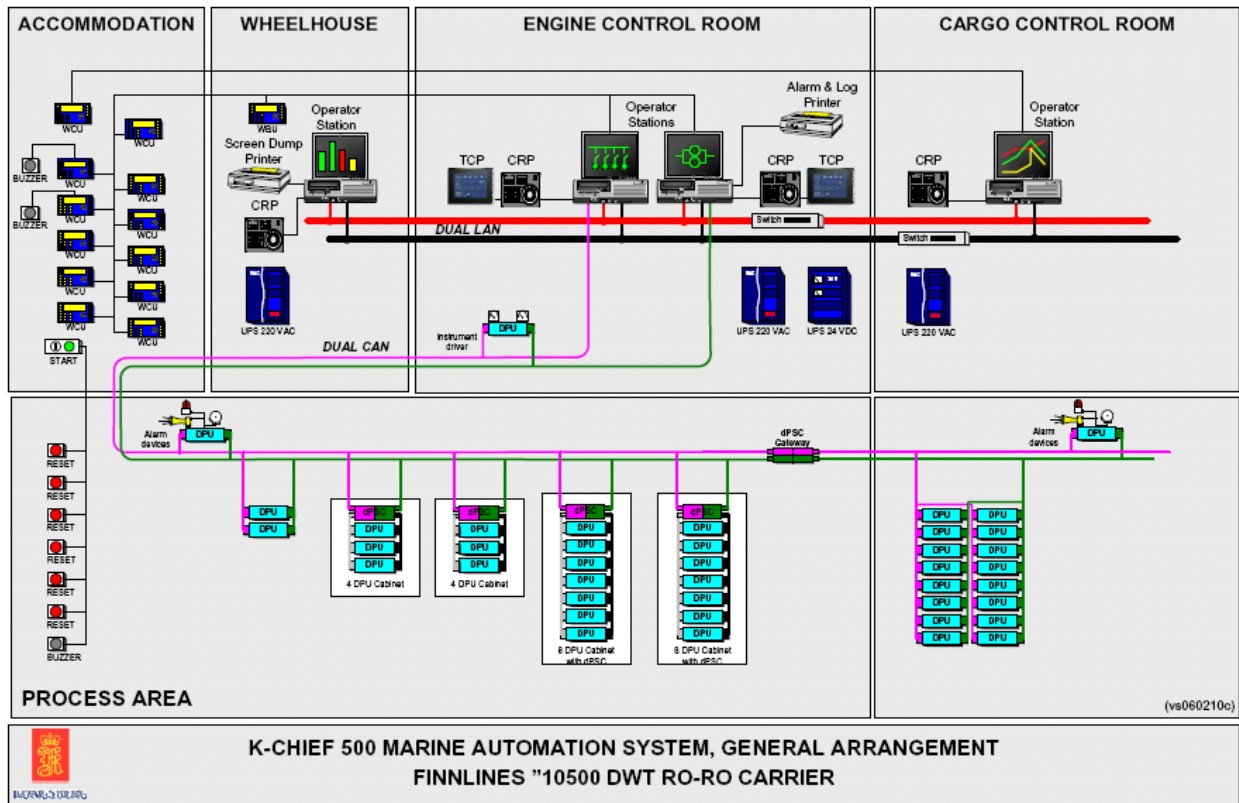 ACCOMMODATION
WHEELHOUSE
ENGINE CONTROL ROOM
CARGO CONTROL ROOM
WCU
WCU
BUZZER
WCU
WCU
BUZZER
WCU
WCU
WCU
WCU
WCU
WCU
WCU
WCU
START
WBU
Operator
Station
Screen Dump
Printer
CRP
UPS 220 VAC
Operator
Stations
Alarm & Log
Printer
TCP
CRP
CRP
TCP
Switch
DUAL LAN
Instrument
driver
DPU
UPS 220 VAC
UPS 24 VDC
DUAL CAN
Operator
Station
CRP
Switch
UPS 220 VAC
RESET
RESET
RESET
RESET
RESET
RESET
BUZZER
Alarm
devices
DPU
DPU
DPU
dPSC
DPU
DPU
DPU
4 DPU Cabinet
dPSC
DPU
DPU
DPU
4 DPU Cabinet
dPSC
DPU
DPU
DPU
DPU
DPU
DPU
DPU
8 DPU Cabinet
with dPSC
dPSC
DPU
DPU
DPU
DPU
DPU
DPU
DPU
8 DPU Cabinet
with dPSC
dPSC
Gateway
Alarm
devices
DPU
DPU DPU
DPU DPU
DPU DPU
DPU DPU
DPU DPU
DPU DPU
DPU DPU
DPU DPU
PROCESS AREA
(vs060210c)
K-CHIEF 500 MARINE AUTOMATION SYSTEM, GENERAL ARRANGEMENT
FINNLINES "10500 DWT RO-RO CARRIER